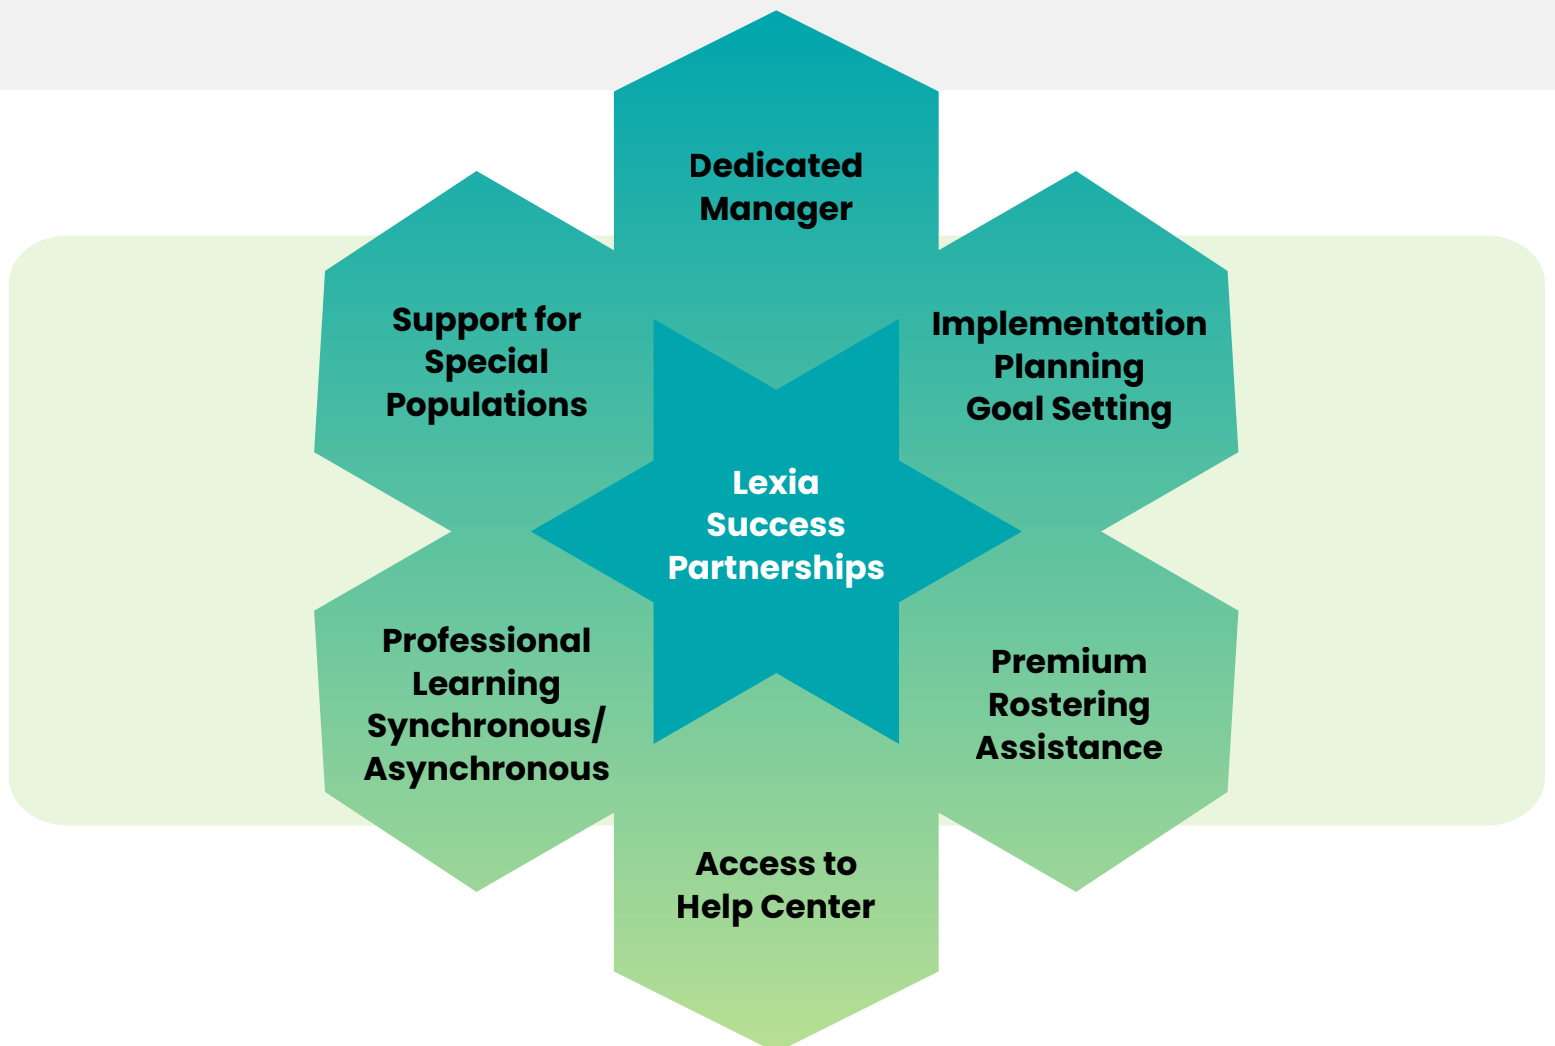 Dedicated
Manager
Support for
Special
Populations
Implementation
Planning
Goal Setting
Lexia
Success
Partnerships
Professional
Learning
Synchronous/
Asynchronous
Premium
Rostering
Assistance
Access to
Help Center